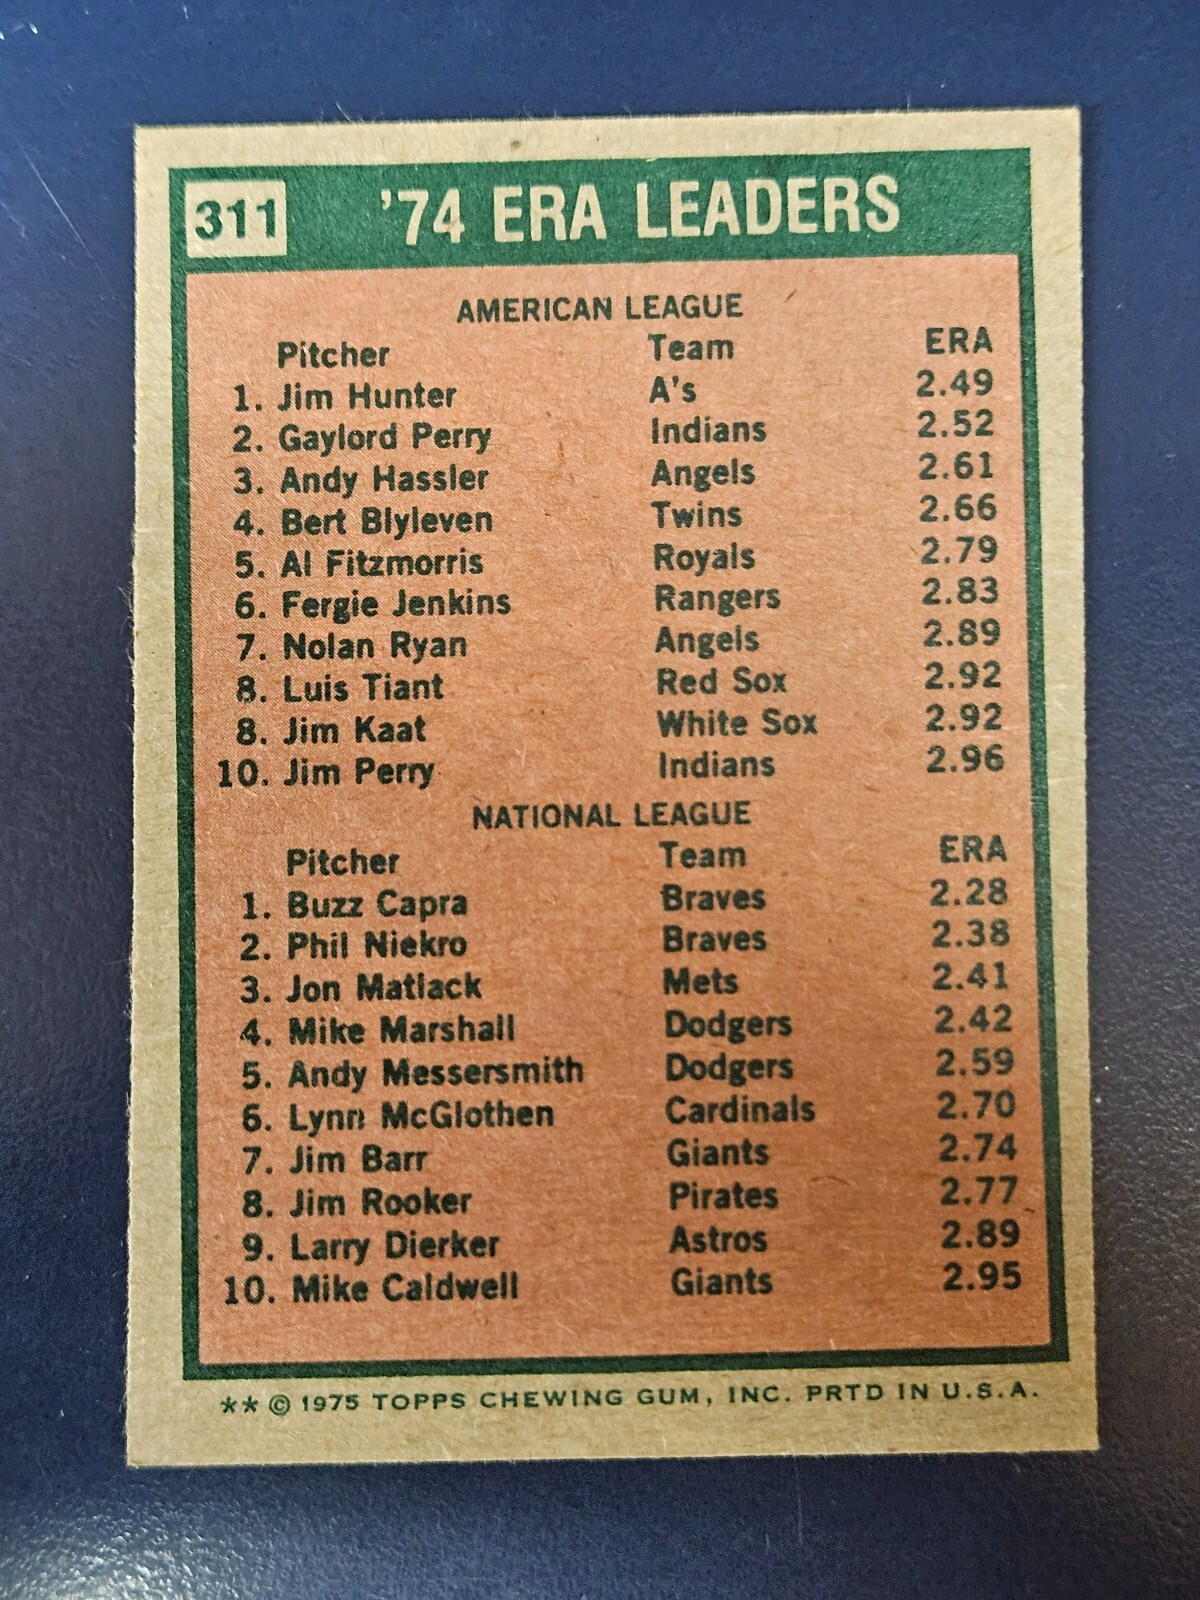 311 '74 ERA LEADERS
AMERICAN LEAGUE
Pitcher Team ERA
1. Jim Hunter A's 2.49
2. Gaylord Perry Indians 2.52
3. Andy Hassler Angels 2.61
4. Bert Blyleven Twins 2.66
5. Al Fitzmorris Royals 2.79
6. Fergie Jenkins Rangers 2.83
7. Nolan Ryan Angels 2.89
8. Luis Tiant Red Sox 2.92
8. Jim Kaat White Sox 2.92
10. Jim Perry Indians 2.96
NATIONAL LEAGUE
Pitcher Team ERA
1. Buzz Capra Braves 2.28
2. Phil Niekro Braves 2.38
3. Jon Matlack Mets 2.41
4. Mike Marshall Dodgers 2.42
5. Andy Messersmith Dodgers 2.59
6. Lynn McGlothen Cardinals 2.70
7. Jim Barr Giants 2.74
8. Jim Rooker Pirates 2.77
9. Larry Dierker Astros 2.89
10. Mike Caldwell Giants 2.95
** © 1975 TOPPS CHEWING GUM, INC. PRTD IN U.S.A.